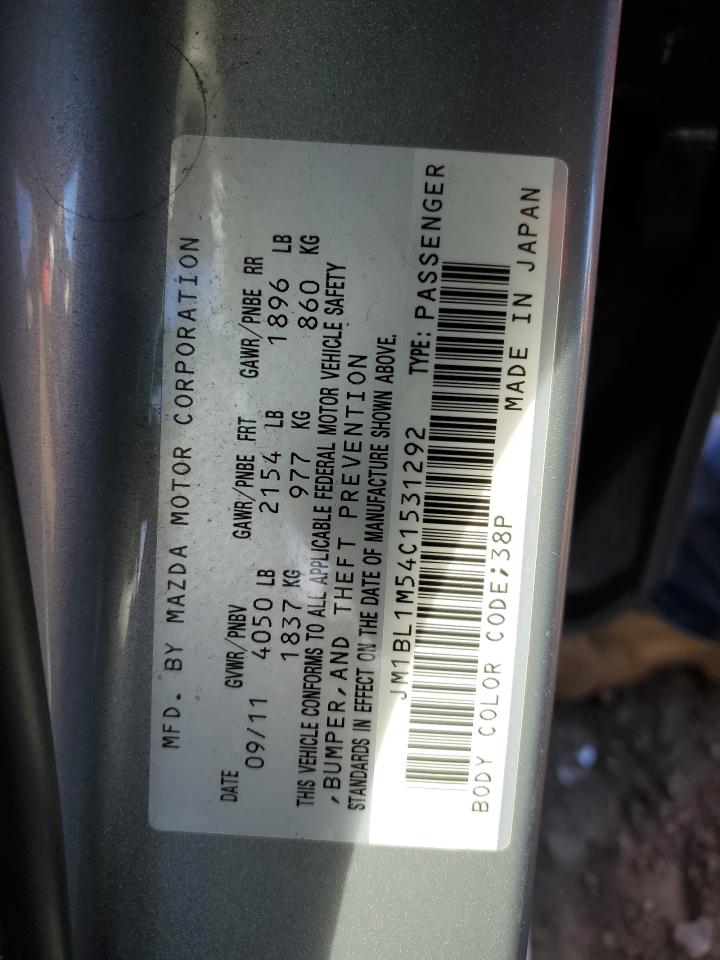 MFD. BY MAZDA MOTOR CORPORATION
DATE GVWR/PNBV GAWR/PNBE FRT GAWR/PNBE RR
09/11 4050 LB 2154 LB 1896 LB
1837 KG 977 KG 860 KG
THIS VEHICLE CONFORMS TO ALL APPLICABLE FEDERAL MOTOR VEHICLE SAFETY
,BUMPER,AND THEFT PREVENTION
STANDARDS IN EFFECT ON THE DATE OF MANUFACTURE SHOWN ABOVE.
JM1BL1M54C1531292 TYPE: PASSENGER
BODY COLOR CODE;38P MADE IN JAPAN